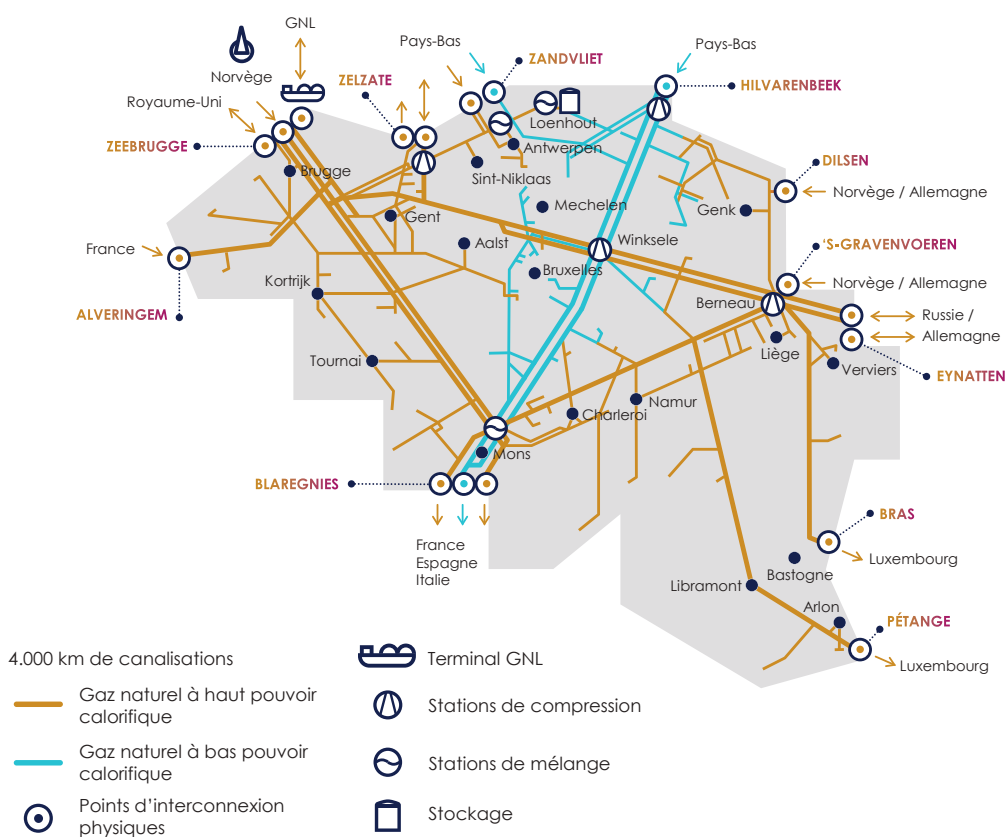 GNL
Norvège
Royaume-Uni
ZEEBRUGGE
ZELZATE
Pays-Bas
ZANDVLIET
Pays-Bas
HILVARENBEEK
Loenhout
Antwerpen
Sint-Niklaas
Brugge
DILSEN
Norvège / Allemagne
Genk
Mechelen
Gent
Winksele
'S-GRAVENVOEREN
France
Aalst
Bruxelles
Norvège / Allemagne
Kortrijk
Berneau
ALVERINGEM
Russie /
Allemagne
Liège
Tournai
Verviers
EYNATTEN
Namur
Charleroi
Mons
BLAREGNIES
BRAS
France
Espagne
Italie
Luxembourg
Bastogne
Libramont
Arlon
PÉTANGE
Luxembourg
4.000 km de canalisations
Gaz naturel à haut pouvoir
calorifique
Gaz naturel à bas pouvoir
calorifique
Points d'interconnexion
physiques
Terminal GNL
Stations de compression
Stations de mélange
Stockage